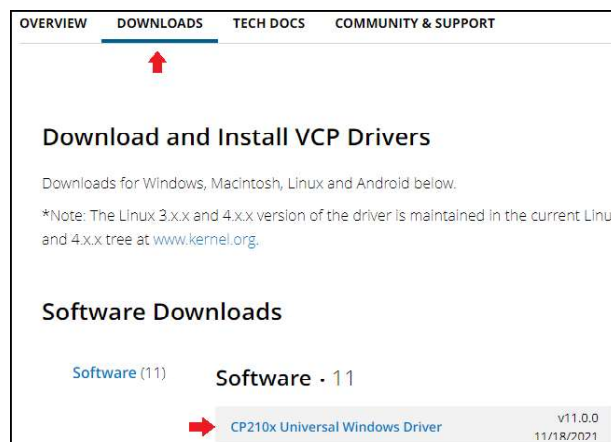 OVERVIEW DOWNLOADS TECH DOCS COMMUNITY & SUPPORT
Download and Install VCP Drivers
Downloads for Windows, Macintosh, Linux and Android below.
*Note: The Linux 3.x.x and 4.x.x version of the driver is maintained in the current Linu
and 4.x.x tree at www.kernel.org.
Software Downloads
Software (11)
Software · 11
CP210x Universal Windows Driver
v11.0.0
11/18/2021